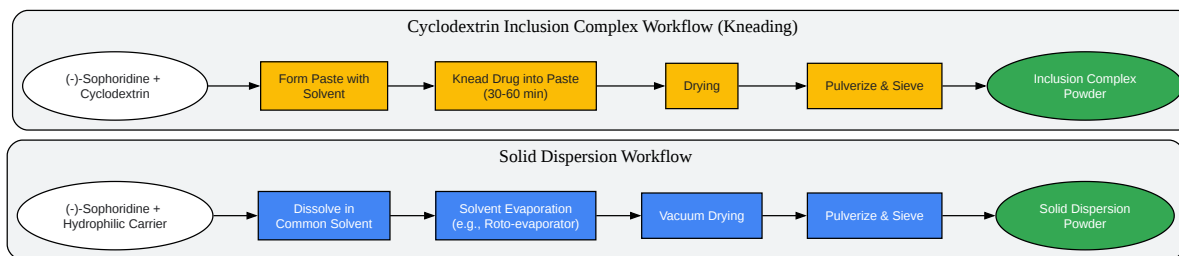 Cyclodextrin Inclusion Complex Workflow (Kneading)
(-)-Sophoridine +
Cyclodextrin
Form Paste with
Solvent
Knead Drug into Paste
(30-60 min)
Drying
Pulverize & Sieve
Inclusion Complex
Powder
Solid Dispersion Workflow
(-)-Sophoridine +
Hydrophilic Carrier
Dissolve in
Common Solvent
Solvent Evaporation
(e.g., Roto-evaporator)
Vacuum Drying
Pulverize & Sieve
Solid Dispersion
Powder